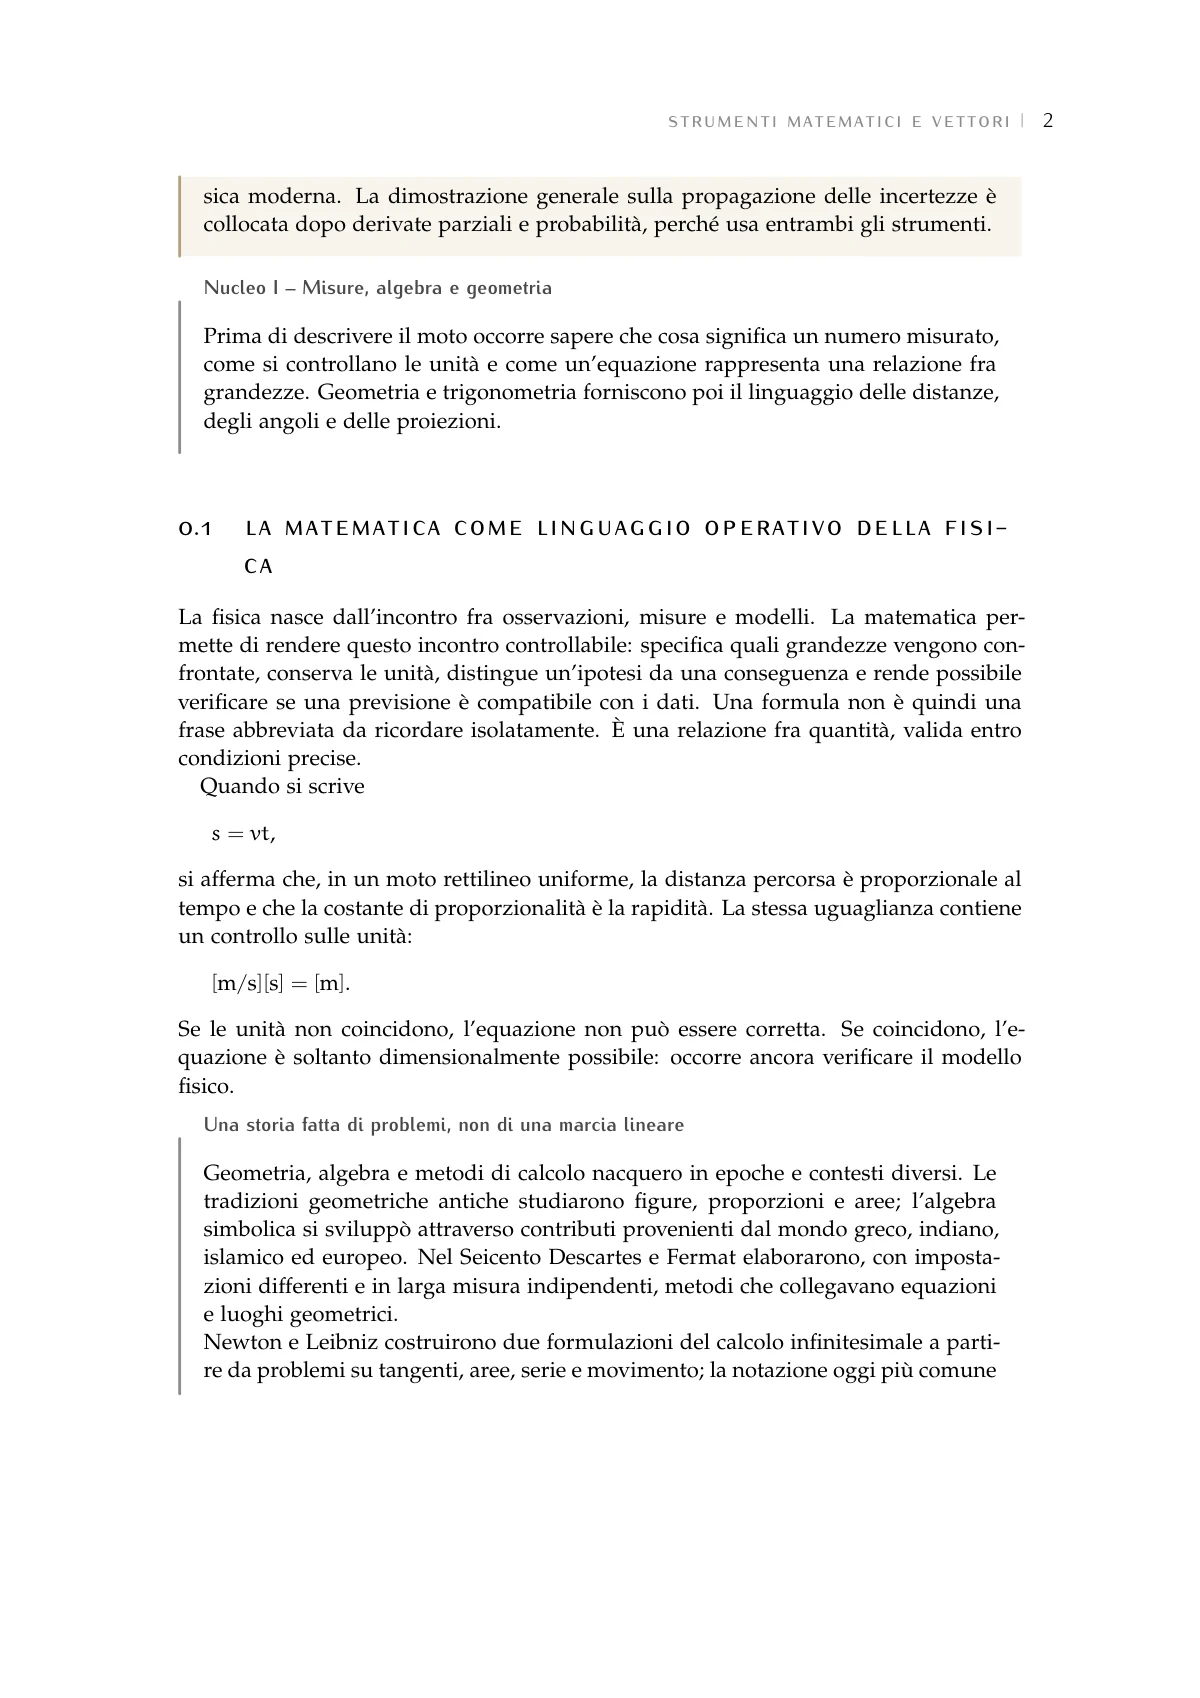 STRUMENTI MATEMATICI E VETTORI | 2
sica moderna. La dimostrazione generale sulla propagazione delle incertezze è
collocata dopo derivate parziali e probabilità, perché usa entrambi gli strumenti.
Nucleo I – Misure, algebra e geometria
Prima di descrivere il moto occorre sapere che cosa significa un numero misurato,
come si controllano le unità e come un'equazione rappresenta una relazione fra
grandezze. Geometria e trigonometria forniscono poi il linguaggio delle distanze,
degli angoli e delle proiezioni.
0.1 LA MATEMATICA COME LINGUAGGIO OPERATIVO DELLA FISI-
CA
La fisica nasce dall'incontro fra osservazioni, misure e modelli. La matematica per-
mette di rendere questo incontro controllabile: specifica quali grandezze vengono con-
frontate, conserva le unità, distingue un'ipotesi da una conseguenza e rende possibile
verificare se una previsione è compatibile con i dati. Una formula non è quindi una
frase abbreviata da ricordare isolatamente. È una relazione fra quantità, valida entro
condizioni precise.
Quando si scrive
s = vt,
si afferma che, in un moto rettilineo uniforme, la distanza percorsa è proporzionale al
tempo e che la costante di proporzionalità è la rapidità. La stessa uguaglianza contiene
un controllo sulle unità:
[m/s][s] = [m].
Se le unità non coincidono, l'equazione non può essere corretta. Se coincidono, l'e-
quazione è soltanto dimensionalmente possibile: occorre ancora verificare il modello
fisico.
Una storia fatta di problemi, non di una marcia lineare
Geometria, algebra e metodi di calcolo nacquero in epoche e contesti diversi. Le
tradizioni geometriche antiche studiarono figure, proporzioni e aree; l'algebra
simbolica si sviluppò attraverso contributi provenienti dal mondo greco, indiano,
islamico ed europeo. Nel Seicento Descartes e Fermat elaborarono, con imposta-
zioni differenti e in larga misura indipendenti, metodi che collegavano equazioni
e luoghi geometrici.
Newton e Leibniz costruirono due formulazioni del calcolo infinitesimale a parti-
re da problemi su tangenti, aree, serie e movimento; la notazione oggi più comune